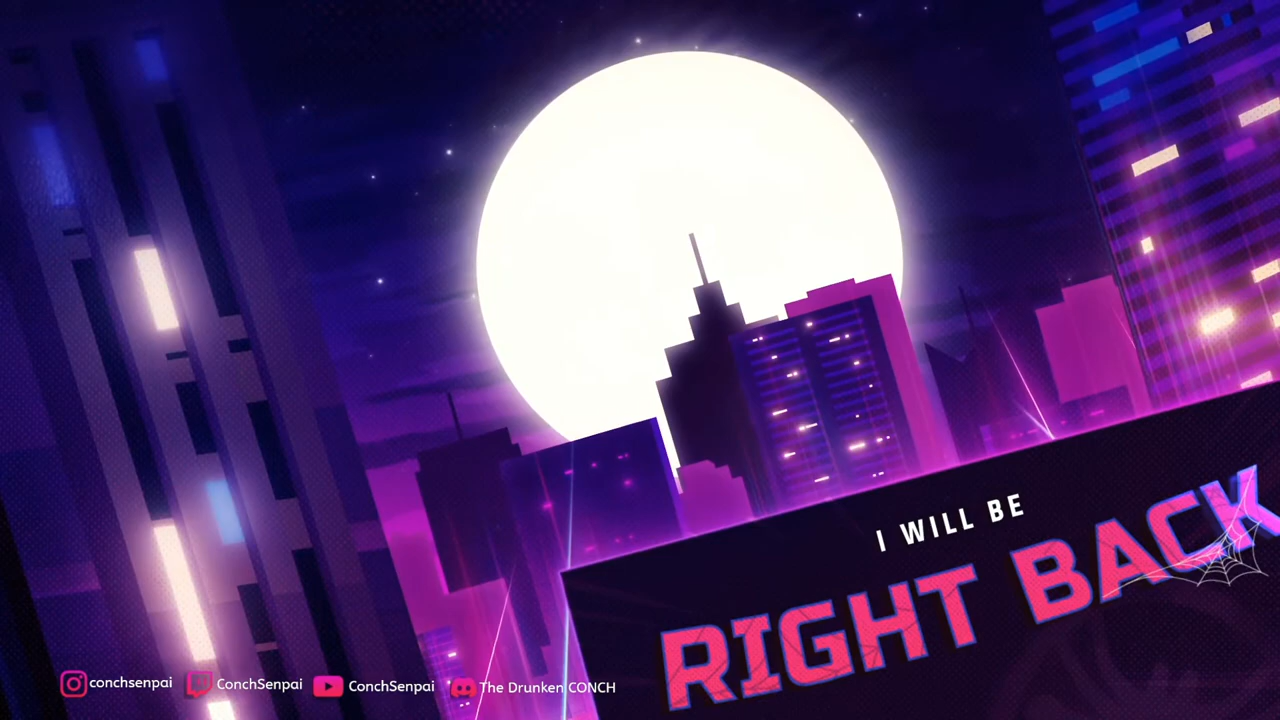 I WILL BE
RIGHT BACK
conchsenpai
ConchSenpai
ConchSenpai
The Drunken CONCH